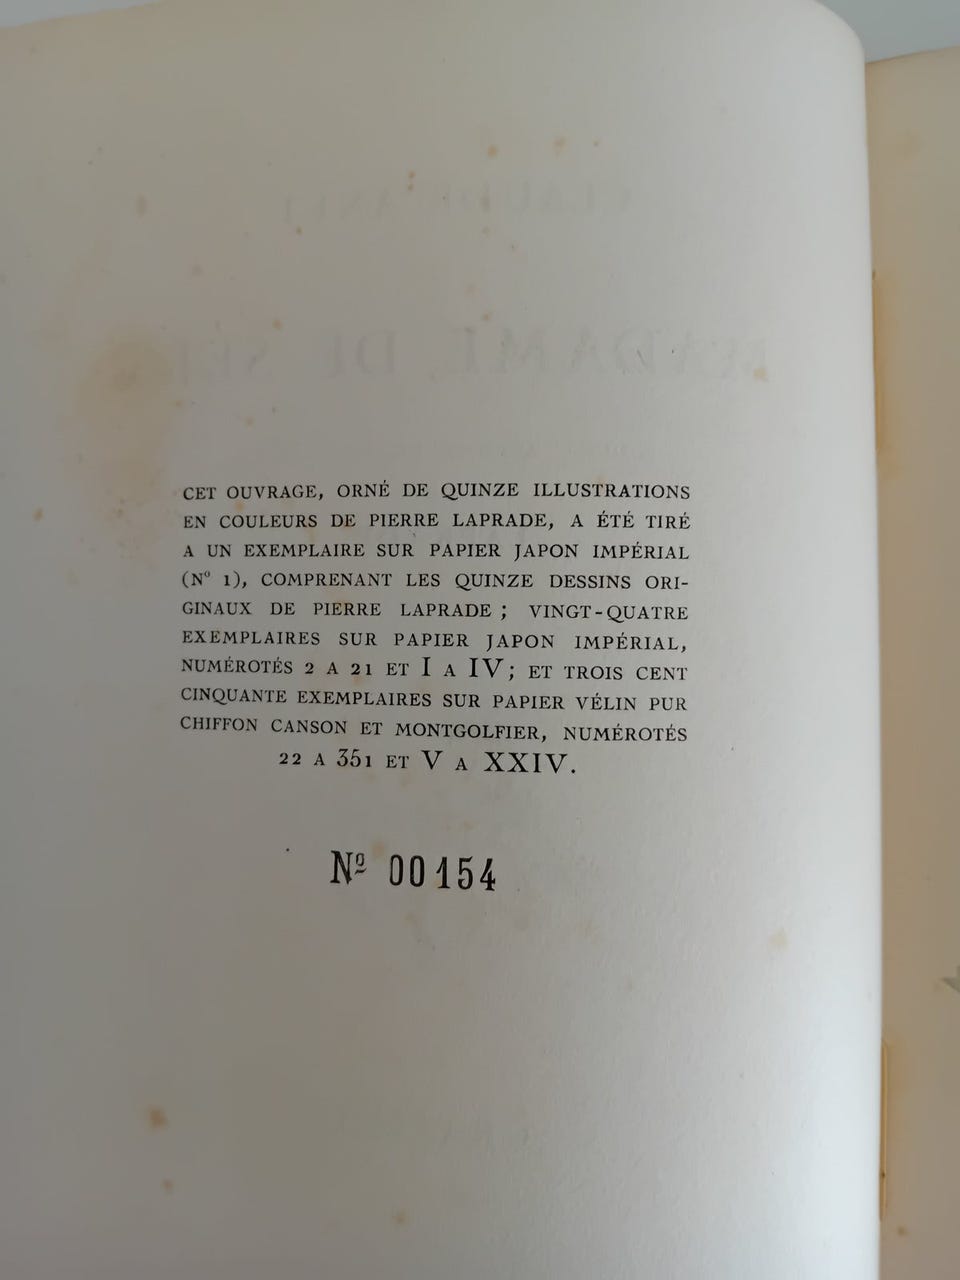 CET OUVRAGE, ORNÉ DE QUINZE ILLUSTRATIONS
EN COULEURS DE PIERRE LAPRADE, A ÉTÉ TIRÉ
A UN EXEMPLAIRE SUR PAPIER JAPON IMPÉRIAL
(Nº 1), COMPRENANT LES QUINZE DESSINS ORI-
GINAUX DE PIERRE LAPRADE ; VINGT-QUATRE
EXEMPLAIRES SUR PAPIER JAPON IMPÉRIAL,
NUMÉROTÉS 2 A 21 ET I A IV; ET TROIS CENT
CINQUANTE EXEMPLAIRES SUR PAPIER VÉLIN PUR
CHIFFON CANSON ET MONTGOLFIER, NUMÉROTÉS
22 A 351 ET V A XXIV.
Nº 00154